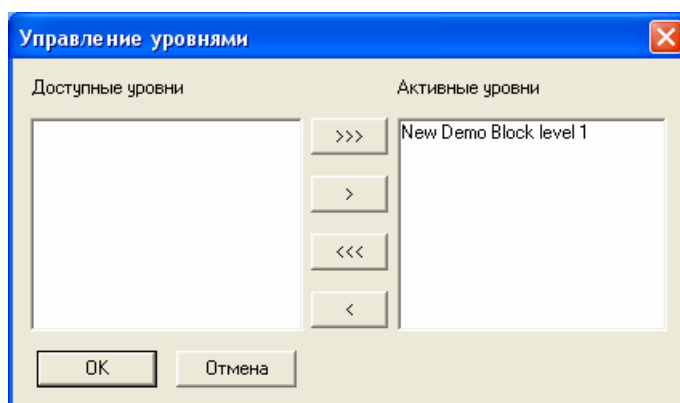 Управление уровнями
Доступные уровни
Активные уровни
New Demo Block level 1
>>>
>
<<<
<
OK
Отмена